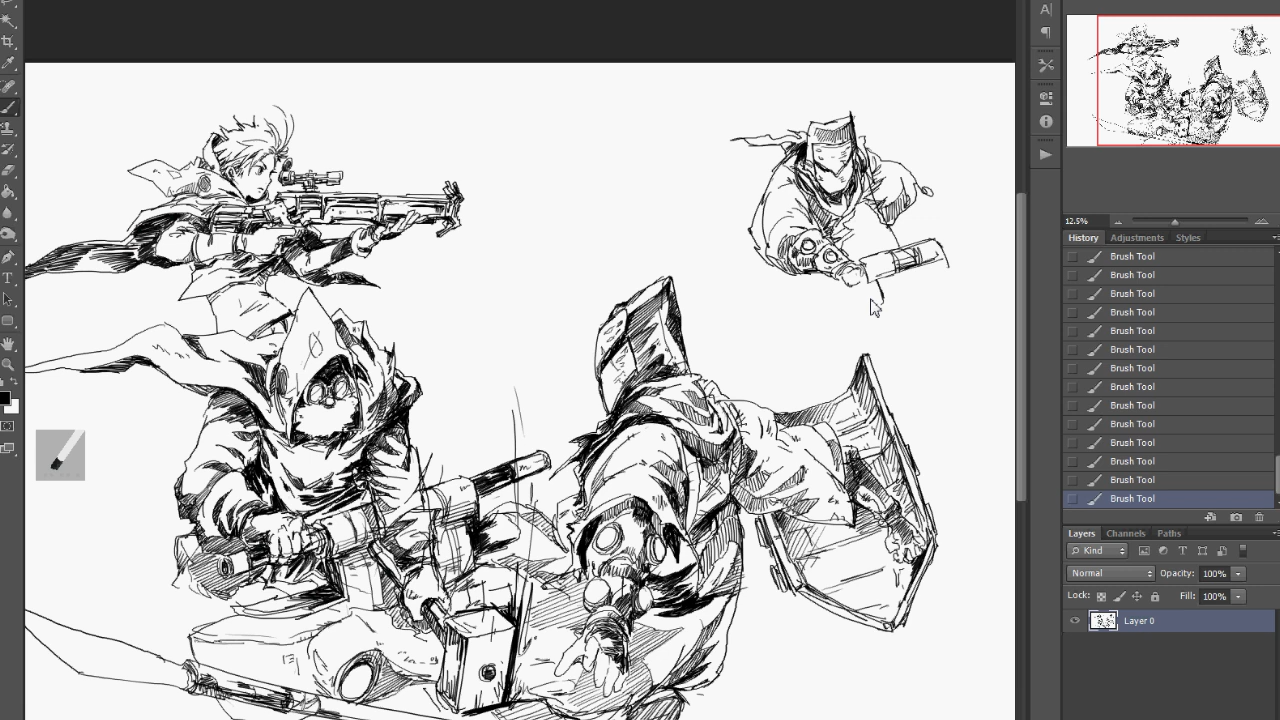 A|
¶
T
12.5%
History Adjustments Styles
Brush Tool
Brush Tool
Brush Tool
Brush Tool
Brush Tool
Brush Tool
Brush Tool
Brush Tool
Brush Tool
Brush Tool
Brush Tool
Brush Tool
Brush Tool
Brush Tool
Layers Channels Paths
Kind T
Normal Opacity: 100%
Lock: Fill: 100%
Layer 0